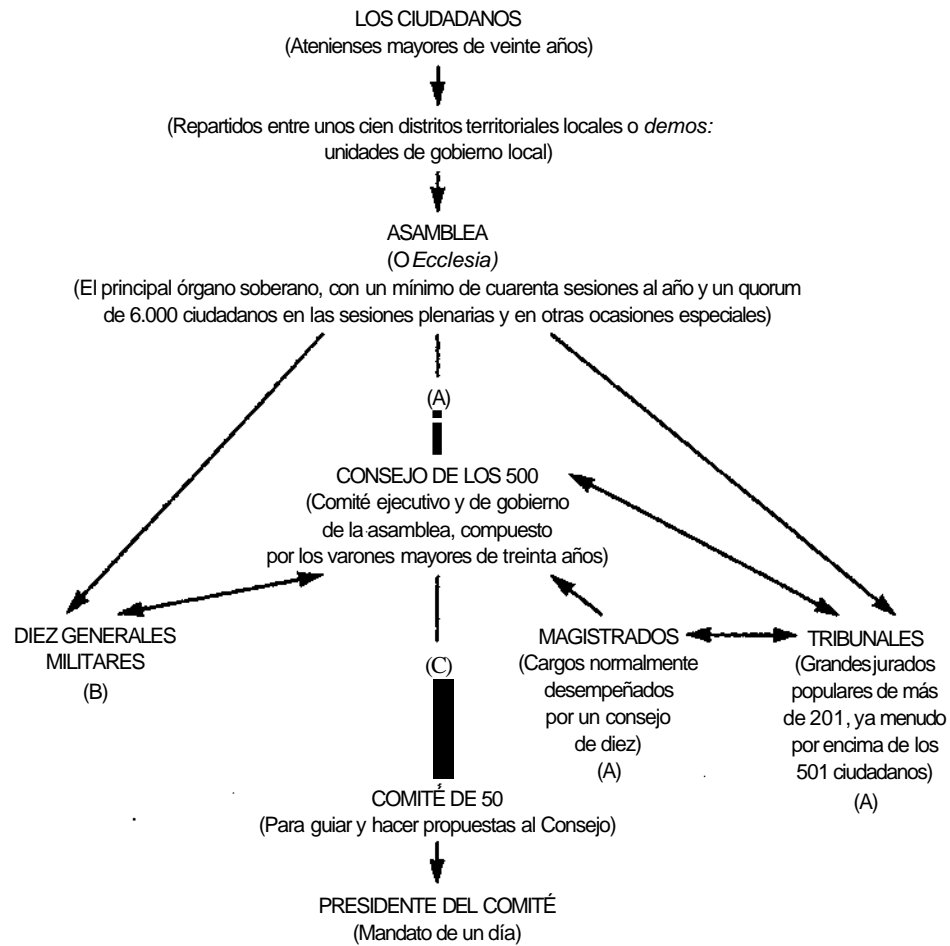 LOS CIUDADANOS
(Atenienses mayores de veinte años)
(Repartidos entre unos cien distritos territoriales locales o demos:
unidades de gobierno local)
ASAMBLEA
(O Ecclesia)
(El principal órgano soberano, con un mínimo de cuarenta sesiones al año y un quorum
de 6.000 ciudadanos en las sesiones plenarias y en otras ocasiones especiales)
(A)
CONSEJO DE LOS 500
(Comité ejecutivo y de gobierno
de la asamblea, compuesto
por los varones mayores de treinta años)
DIEZ GENERALES
MILITARES
(B)
(C)
MAGISTRADOS
(Cargos normalmente
desempeñados
por un consejo
de diez)
(A)
TRIBUNALES
(Grandes jurados
populares de más
de 201, ya menudo
por encima de los
501 ciudadanos)
(A)
COMITÉ DE 50
(Para guiar y hacer propuestas al Consejo)
PRESIDENTE DEL COMITÉ
(Mandato de un día)